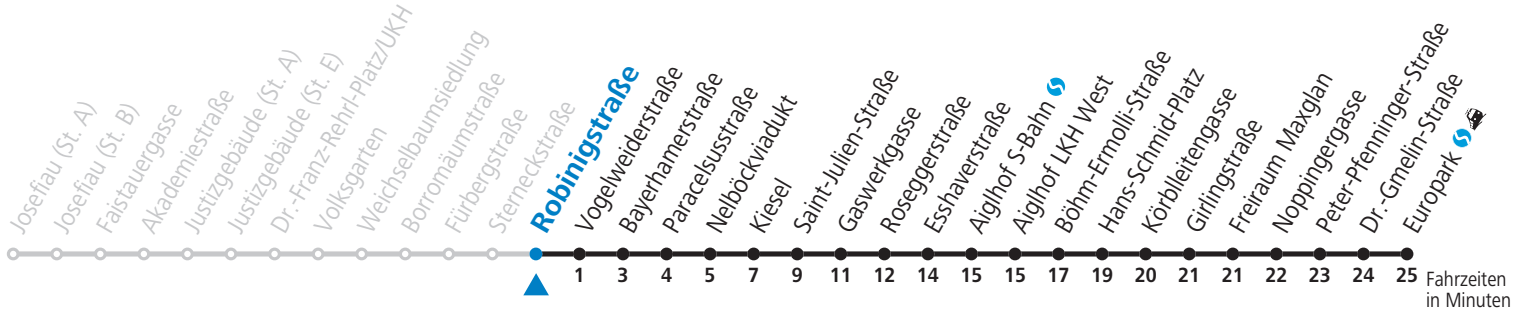 Josefiau (St. A)
Josefiau (St. B)
Faistauergasse
Akademiestraße
Justizgebäude (St. A)
Justizgebäude (St. E)
Dr.-Franz-Rehrl-Platz/UKH
Volksgarten
Weichselbaumsiedlung
Borromäumstraße
Fürbergstraße
Sterneckstraße
Robinigstraße
Vogelweiderstraße
Bayerhamerstraße
Paracelsusstraße
Nelböckviadukt
Kiesel
Saint-Julien-Straße
Gaswerkgasse
Roseggerstraße
Esshaverstraße
Aiglhof S-Bahn
Aiglhof LKH West
Böhm-Ermolli-Straße
Hans-Schmid-Platz
Körblleitengasse
Girlingstraße
Freiraum Maxglan
Noppingergasse
Peter-Pfenninger-Straße
Dr.-Gmelin-Straße
Europark
1 3 4 5 7 9 11 12 14 15 15 17 19 20 21 21 22 23 24 25
Fahrzeiten
in Minuten